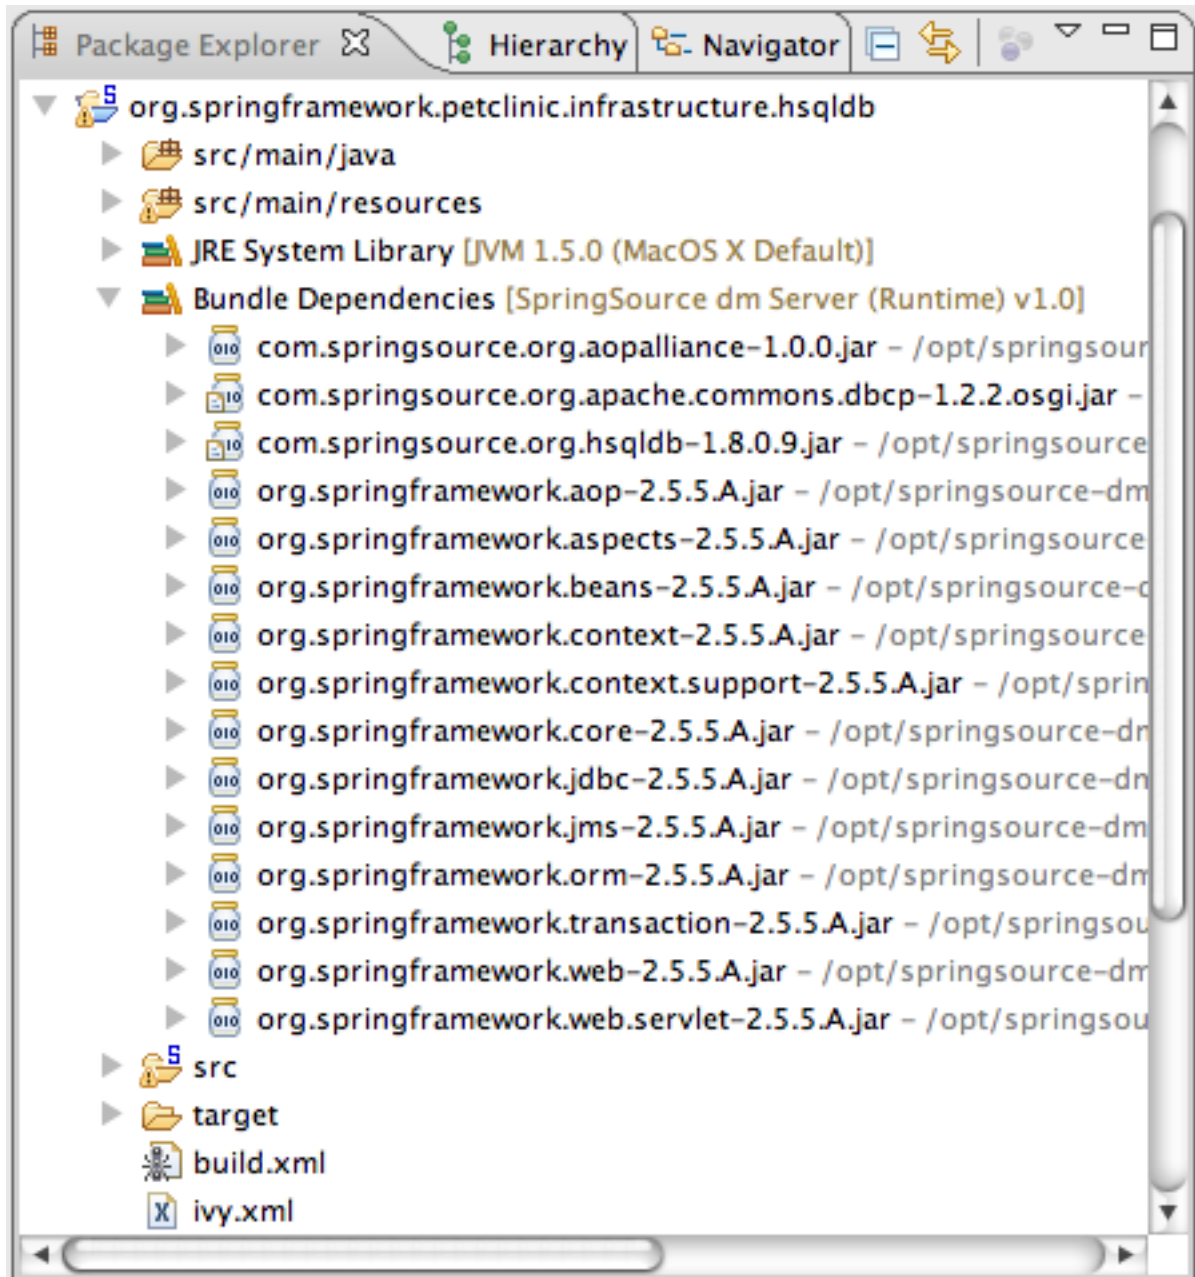 Package Explorer Hierarchy Navigator
org.springframework.petclinic.infrastructure.hsqldb
src/main/java
src/main/resources
JRE System Library [JVM 1.5.0 (MacOS X Default)]
Bundle Dependencies [SpringSource dm Server (Runtime) v1.0]
com.springsource.org.aopalliance-1.0.0.jar – /opt/springsour
com.springsource.org.apache.commons.dbcp-1.2.2.osgi.jar –
com.springsource.org.hsqldb-1.8.0.9.jar – /opt/springsource
org.springframework.aop-2.5.5.A.jar – /opt/springsource-dm
org.springframework.aspects-2.5.5.A.jar – /opt/springsource
org.springframework.beans-2.5.5.A.jar – /opt/springsource-d
org.springframework.context-2.5.5.A.jar – /opt/springsource
org.springframework.context.support-2.5.5.A.jar – /opt/sprin
org.springframework.core-2.5.5.A.jar – /opt/springsource-dm
org.springframework.jdbc-2.5.5.A.jar – /opt/springsource-dm
org.springframework.jms-2.5.5.A.jar – /opt/springsource-dm
org.springframework.orm-2.5.5.A.jar – /opt/springsource-dm
org.springframework.transaction-2.5.5.A.jar – /opt/springsou
org.springframework.web-2.5.5.A.jar – /opt/springsource-dm
org.springframework.web.servlet-2.5.5.A.jar – /opt/springsou
src
target
build.xml
ivy.xml